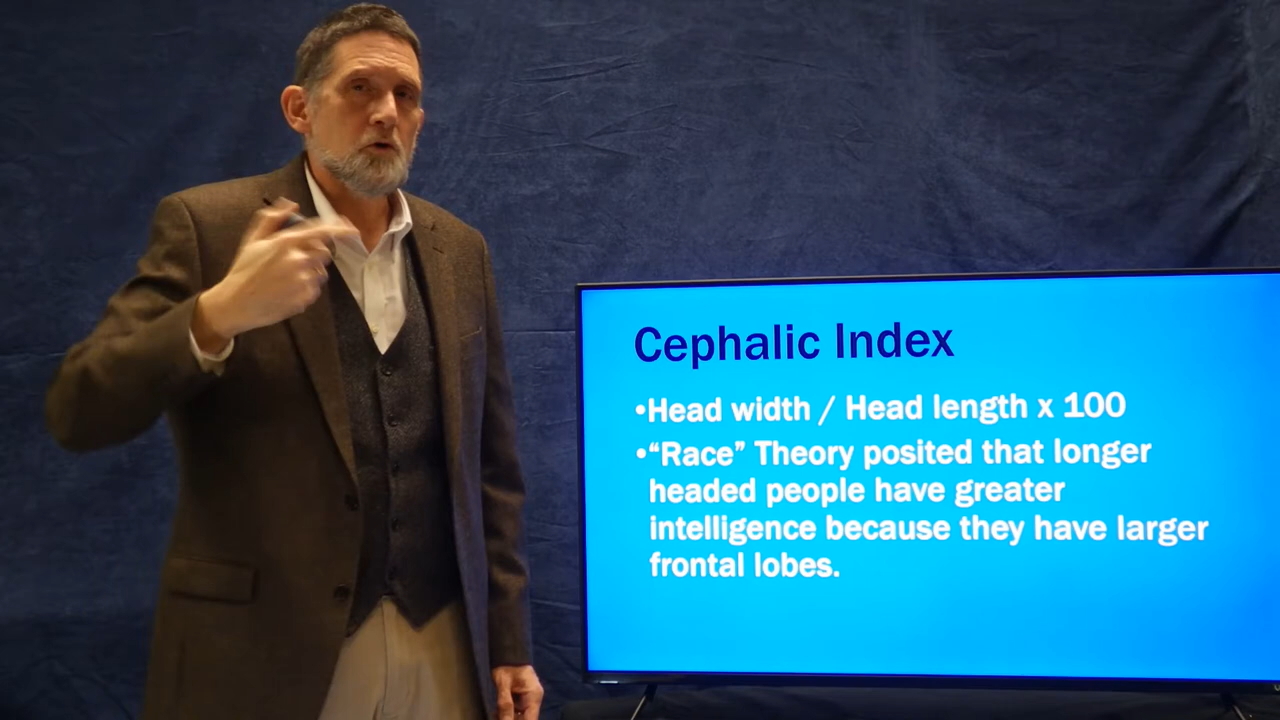 Cephalic Index
•Head width / Head length x 100
•“Race” Theory posited that longer
headed people have greater
intelligence because they have larger
frontal lobes.